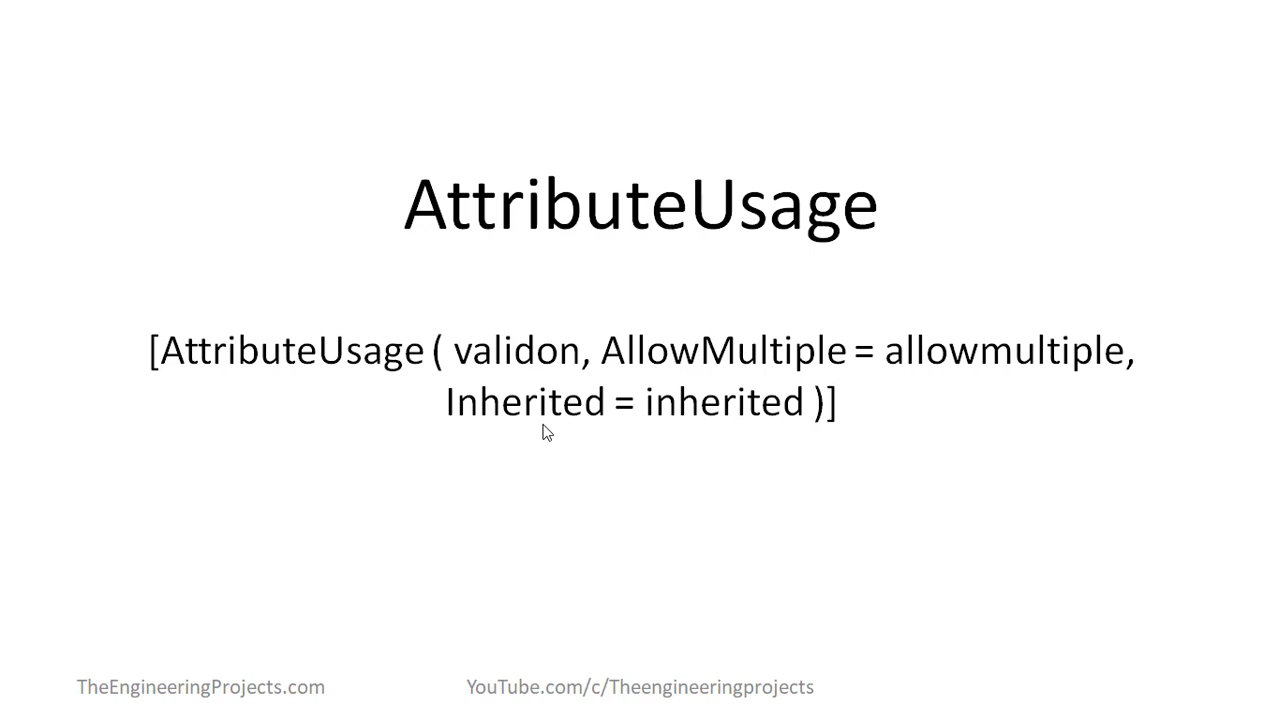 AttributeUsage
[AttributeUsage ( validon, AllowMultiple = allowmultiple,
Inherited = inherited )]
TheEngineeringProjects.com
YouTube.com/c/Theengineeringprojects